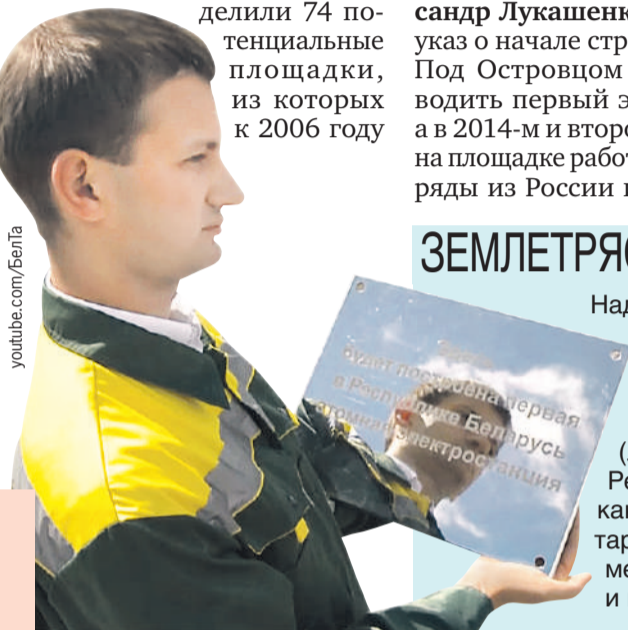 делили 74 по-
тенциальные
площадки,
из которых
к 2006 году
сандр Лукашенк
указ о начале стр
Под Островцом
водить первый э
а в 2014-м и второ
на площадке работ
ряды из России
youtube.com/БелТа
ЗЕМЛЕТРЯС
Над
будет построена первая
в Республике Беларусь
атомная электростанция
Ре
ка
тар
ме
и